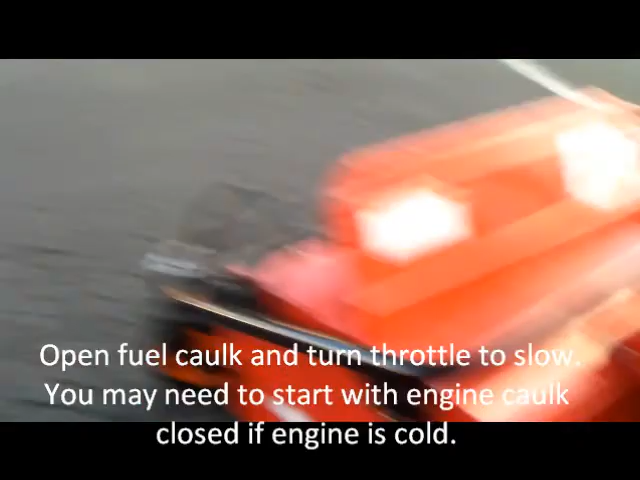 Open fuel caulk and turn throttle to slow.
You may need to start with engine caulk
closed if engine is cold.